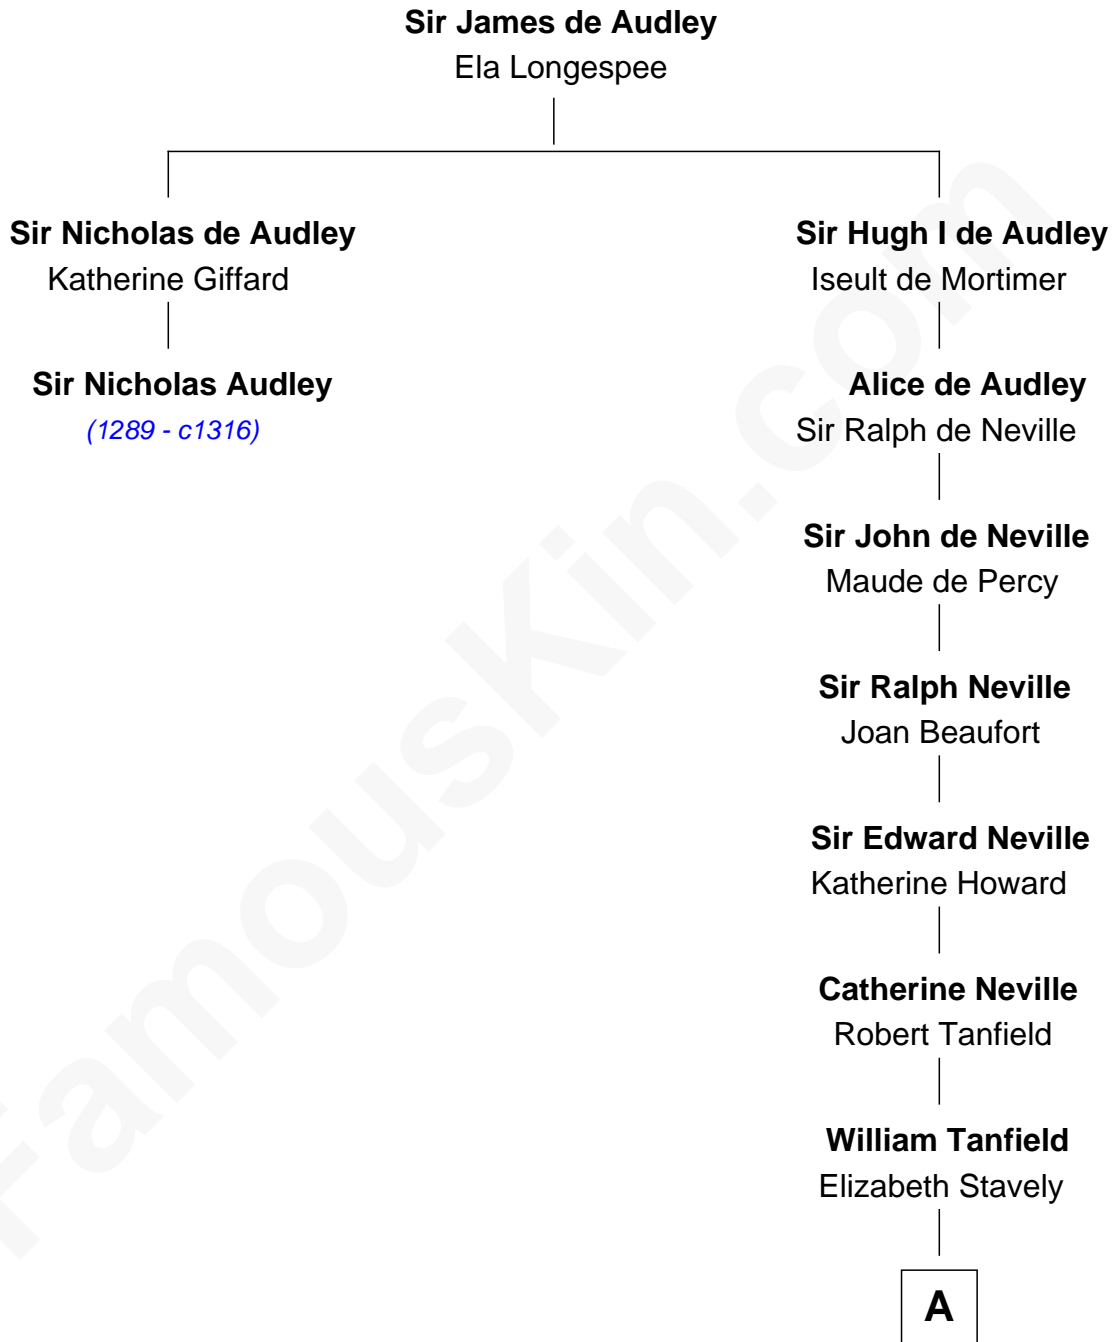 Sir James de Audley
Ela Longespee
Sir Nicholas de Audley
Katherine Giffard
Sir Nicholas Audley
(1289 - c1316)
Sir Hugh I de Audley
Iseult de Mortimer
Alice de Audley
Sir Ralph de Neville
Sir John de Neville
Maude de Percy
Sir Ralph Neville
Joan Beaufort
Sir Edward Neville
Katherine Howard
Catherine Neville
Robert Tanfield
William Tanfield
Elizabeth Stavely
A
FamousKin.com